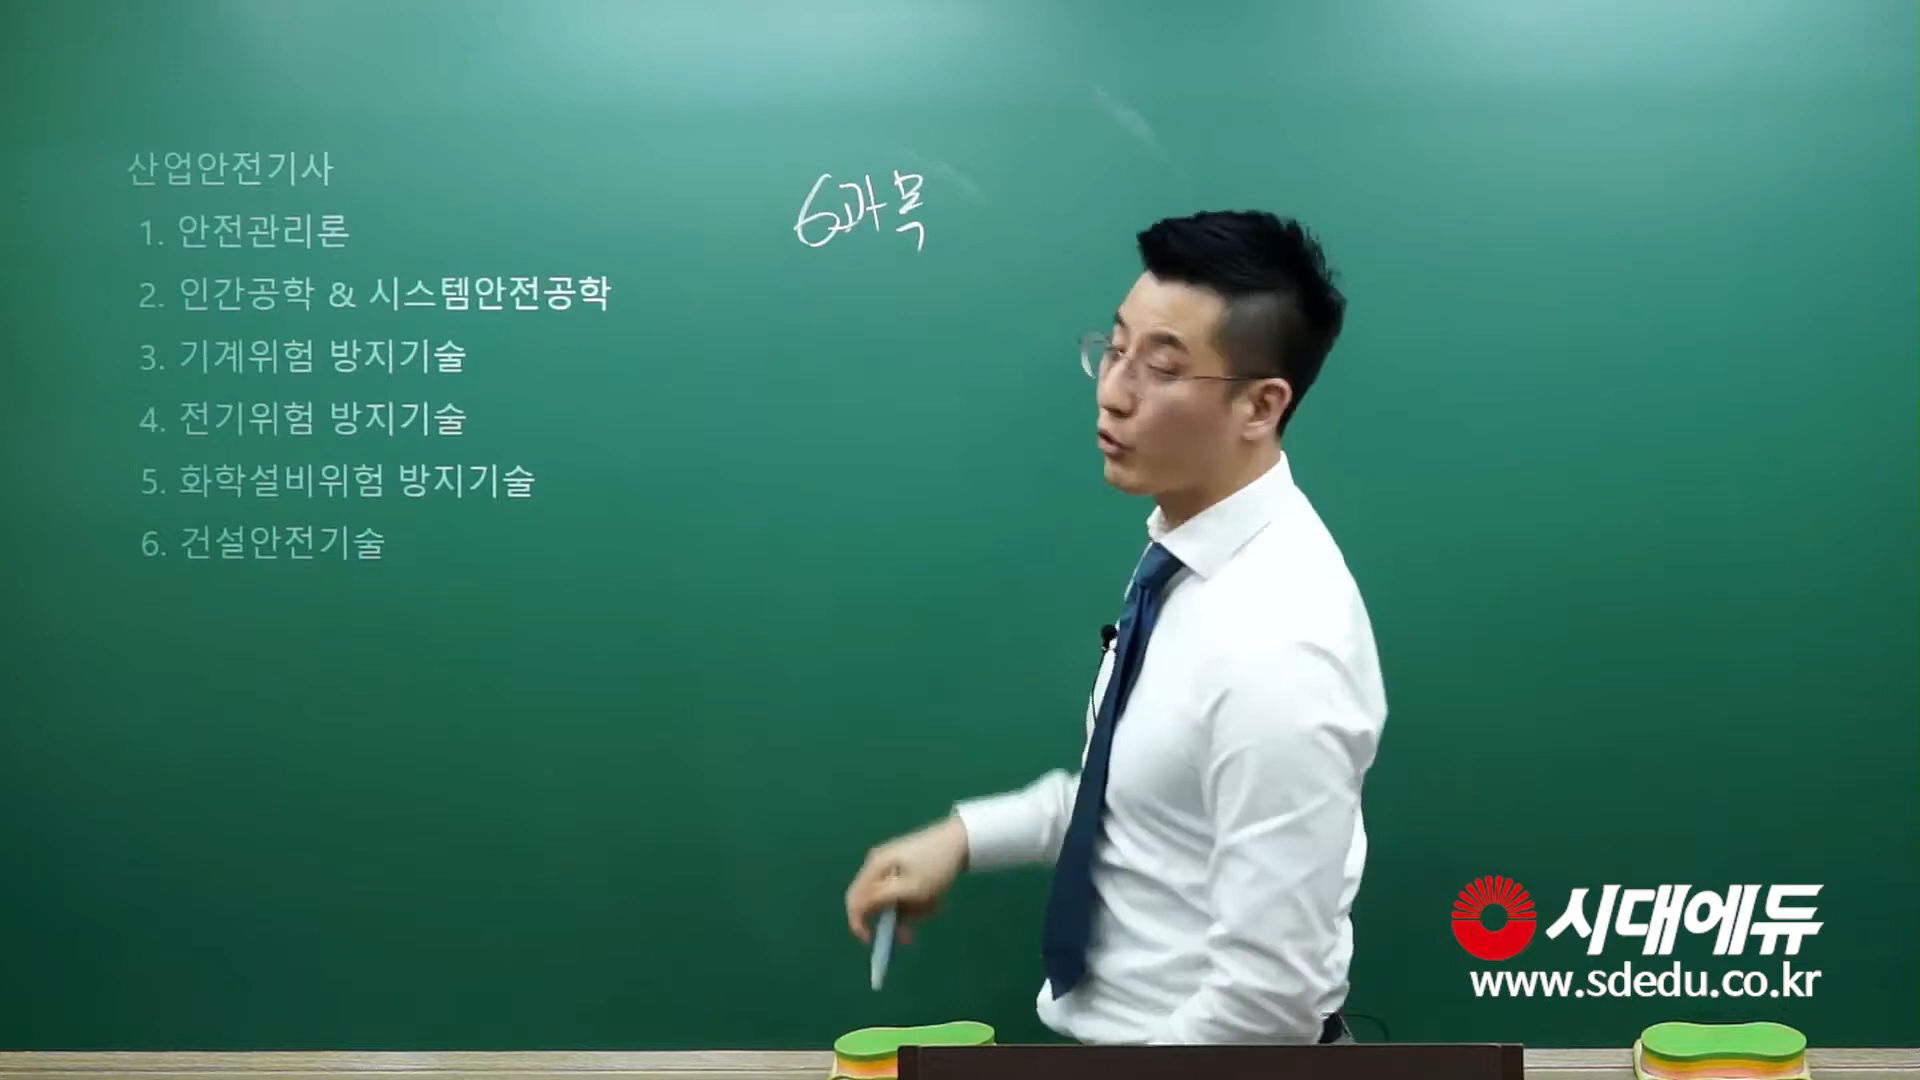 산업안전기사
1. 안전관리론
2. 인간공학 & 시스템안전공학
3. 기계위험 방지기술
4. 전기위험 방지기술
5. 화학설비위험 방지기술
6. 건설안전기술
6과목
시대에듀
www.sdedu.co.kr